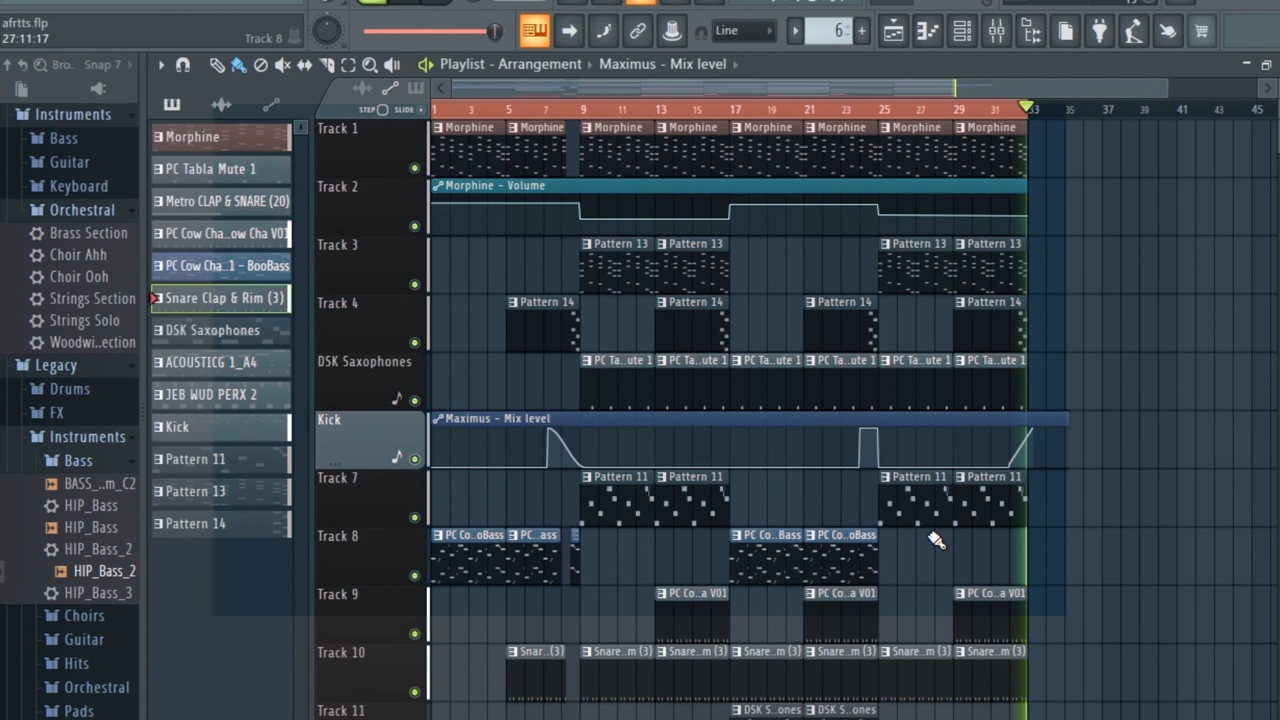 afrtts.flp
27:11:17
Track 8
Line
6
Bro..
Snap 7
Playlist - Arrangement › Maximus - Mix level ›
STEP
SLIDE
1 3 5 7 9 11 13 15 17 19 21 23 25 27 29 31 33 35 37 39 41 43 45
Instruments
Bass
Guitar
Keyboard
Orchestral
Brass Section
Choir Ahh
Choir Ooh
Strings Section
Strings Solo
Woodwi...ection
Legacy
Drums
FX
Instruments
Bass
BASS_..m_C2
HIP_Bass
HIP_Bass
HIP_Bass_2
HIP_Bass_2
HIP_Bass_3
Choirs
Guitar
Hits
Orchestral
Pads
Morphine
PC Tabla Mute 1
Metro CLAP & SNARE (20)
PC Cow Cha...ow Cha V01
PC Cow Cha..1 - BooBass
Snare Clap & Rim (3)
DSK Saxophones
ACOUSTICG 1_A4
JEB WUD PERX 2
Kick
Pattern 11
Pattern 13
Pattern 14
Track 1
Morphine Morphine Morphine Morphine Morphine Morphine Morphine Morphine
Track 2
Morphine - Volume
Track 3
Pattern 13 Pattern 13 Pattern 13 Pattern 13
Track 4
Pattern 14 Pattern 14 Pattern 14 Pattern 14
DSK Saxophones
PC Ta..ute 1 PC Ta..ute 1 PC Ta..ute 1 PC Ta..ute 1 PC Ta..ute 1 PC Ta..ute 1
Kick
Maximus - Mix level
Track 7
Pattern 11 Pattern 11 Pattern 11 Pattern 11
Track 8
PC Co..oBass PC...ass PC Co..Bass PC Co..oBass
Track 9
PC Co..a V01 PC Co..a V01 PC Co..a V01
Track 10
Snar..(3) Snare..m (3) Snare..m (3) Snare..m (3) Snare..m (3) Snare..m (3) Snare..m (3)
Track 11
DSK S..ones DSK S..ones